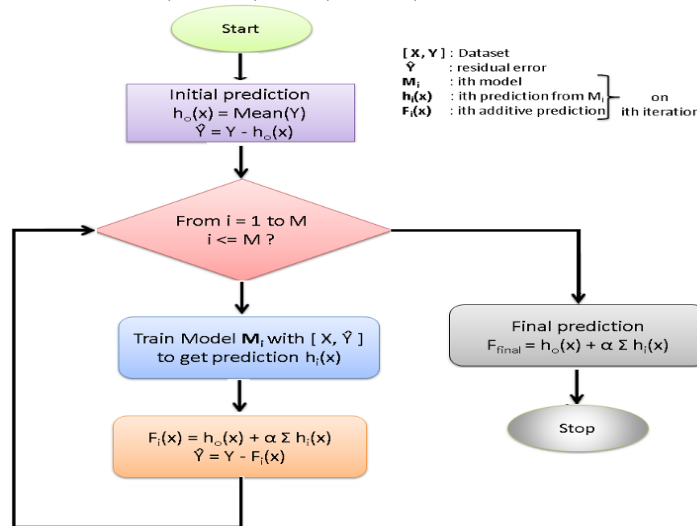 Start
[ X, Y ] : Dataset
Ŷ : residual error
Mᵢ : ith model
hᵢ(x) : ith prediction from Mᵢ
Fᵢ(x) : ith additive prediction
on
ith iteration
Initial prediction
h₀(x) = Mean(Y)
Ŷ = Y - h₀(x)
From i = 1 to M
i <= M ?
Train Model Mᵢ with [ X, Ŷ ]
to get prediction hᵢ(x)
Fᵢ(x) = h₀(x) + α Σ hᵢ(x)
Ŷ = Y - Fᵢ(x)
Final prediction
F_final = h₀(x) + α Σ hᵢ(x)
Stop